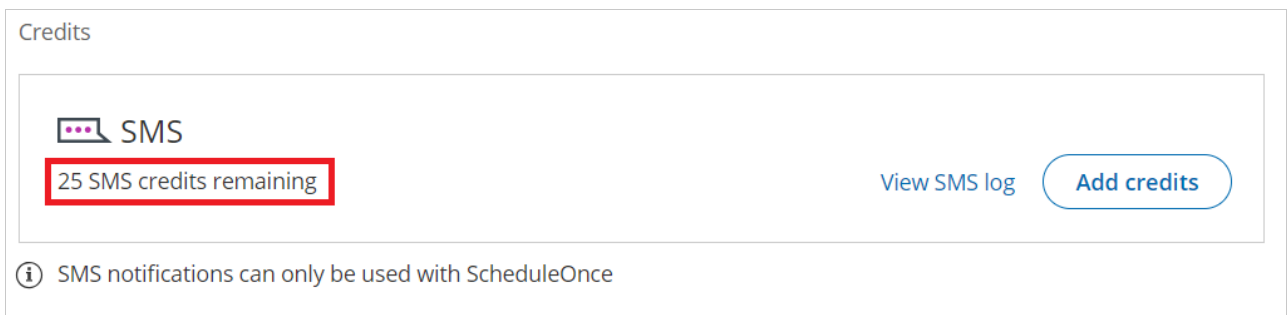 Credits
SMS
25 SMS credits remaining
View SMS log
Add credits
SMS notifications can only be used with ScheduleOnce